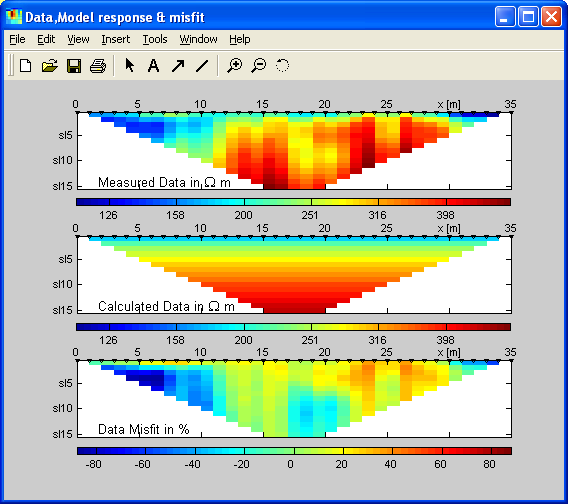 Data,Model response & misfit
File Edit View Insert Tools Window Help
0 5 10 15 20 25 x [m] 35
sl5
sl10
sl15
Measured Data in Ω m
126 158 200 251 316 398
0 5 10 15 20 25 x [m] 35
sl5
sl10
sl15
Calculated Data in Ω m
126 158 200 251 316 398
0 5 10 15 20 25 x [m] 35
sl5
sl10
sl15
Data Misfit in %
-80 -60 -40 -20 0 20 40 60 80